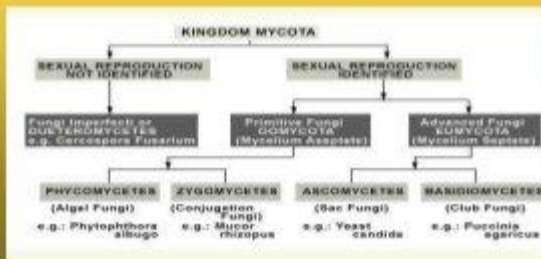 KINGDOM MYCOTA
SEXUAL REPRODUCTION
NOT IDENTIFIED
SEXUAL REPRODUCTION
IDENTIFIED
Fungi Imperfecti or
DUETEROMYCETES
e.g. Cercospora Fusarium
Primitive Fungi
OOMYCOTA
(Mycelium Aseptate)
Advanced Fungi
EUMYCOTA
(Mycelium Septate)
PHYCOMYCETES
(Algal Fungi)
e.g.: Phytophthora
albugo
ZYGOMYCETES
(Conjugation
Fungi)
e.g.: Mucor
rhizopus
ASCOMYCETES
(Sac Fungi)
e.g.: Yeast
candida
BASIDIOMYCETES
(Club Fungi)
e.g.: Puccinia
agaricus